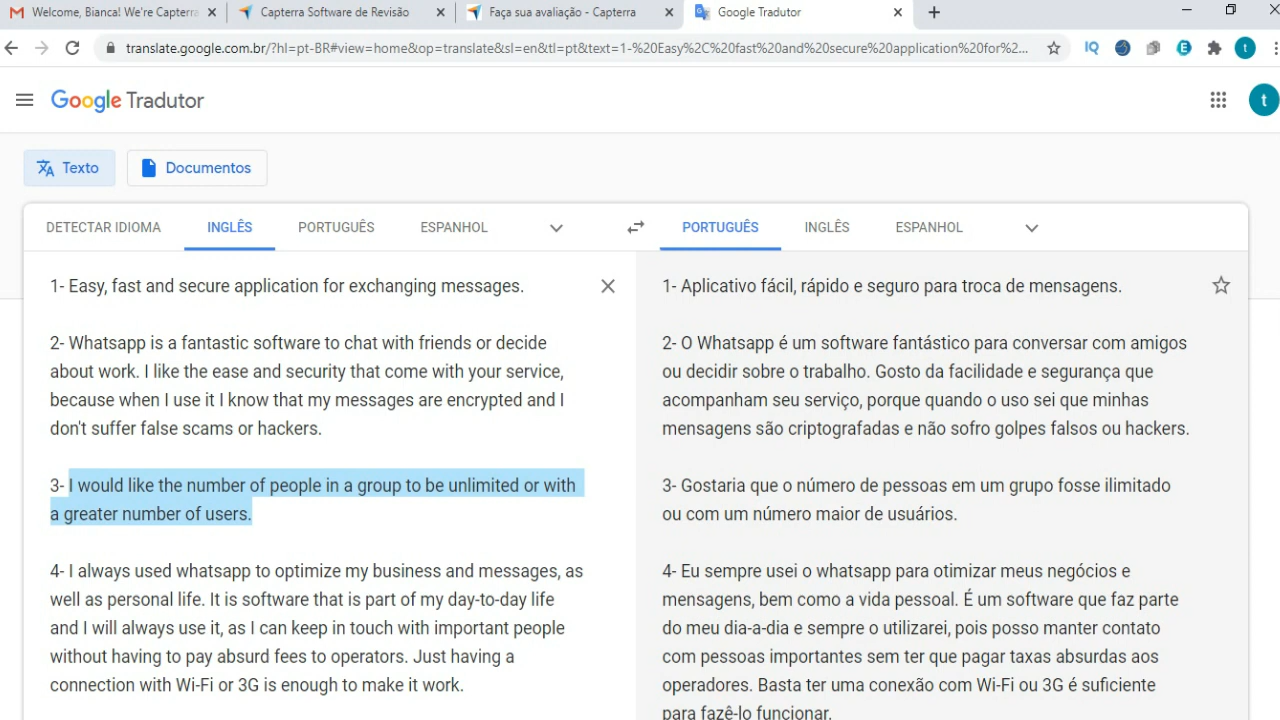 Welcome, Bianca! We're Capterra
Capterra Software de Revisão
Faça sua avaliação - Capterra
Google Tradutor
translate.google.com.br/?hl=pt-BR#view=home&op=translate&sl=en&tl=pt&text=1-%20Easy%2C%20fast%20and%20secure%20application%20for%2...
IQ
E
t
Google Tradutor
t
Texto
Documentos
DETECTAR IDIOMA
INGLÊS
PORTUGUÊS
ESPANHOL
PORTUGUÊS
INGLÊS
ESPANHOL
1- Easy, fast and secure application for exchanging messages.
2- Whatsapp is a fantastic software to chat with friends or decide
about work. I like the ease and security that come with your service,
because when I use it I know that my messages are encrypted and I
don't suffer false scams or hackers.
3- I would like the number of people in a group to be unlimited or with
a greater number of users.
4- I always used whatsapp to optimize my business and messages, as
well as personal life. It is software that is part of my day-to-day life
and I will always use it, as I can keep in touch with important people
without having to pay absurd fees to operators. Just having a
connection with Wi-Fi or 3G is enough to make it work.
1- Aplicativo fácil, rápido e seguro para troca de mensagens.
2- O Whatsapp é um software fantástico para conversar com amigos
ou decidir sobre o trabalho. Gosto da facilidade e segurança que
acompanham seu serviço, porque quando o uso sei que minhas
mensagens são criptografadas e não sofro golpes falsos ou hackers.
3- Gostaria que o número de pessoas em um grupo fosse ilimitado
ou com um número maior de usuários.
4- Eu sempre usei o whatsapp para otimizar meus negócios e
mensagens, bem como a vida pessoal. É um software que faz parte
do meu dia-a-dia e sempre o utilizarei, pois posso manter contato
com pessoas importantes sem ter que pagar taxas absurdas aos
operadores. Basta ter uma conexão com Wi-Fi ou 3G é suficiente
para fazê-lo funcionar.